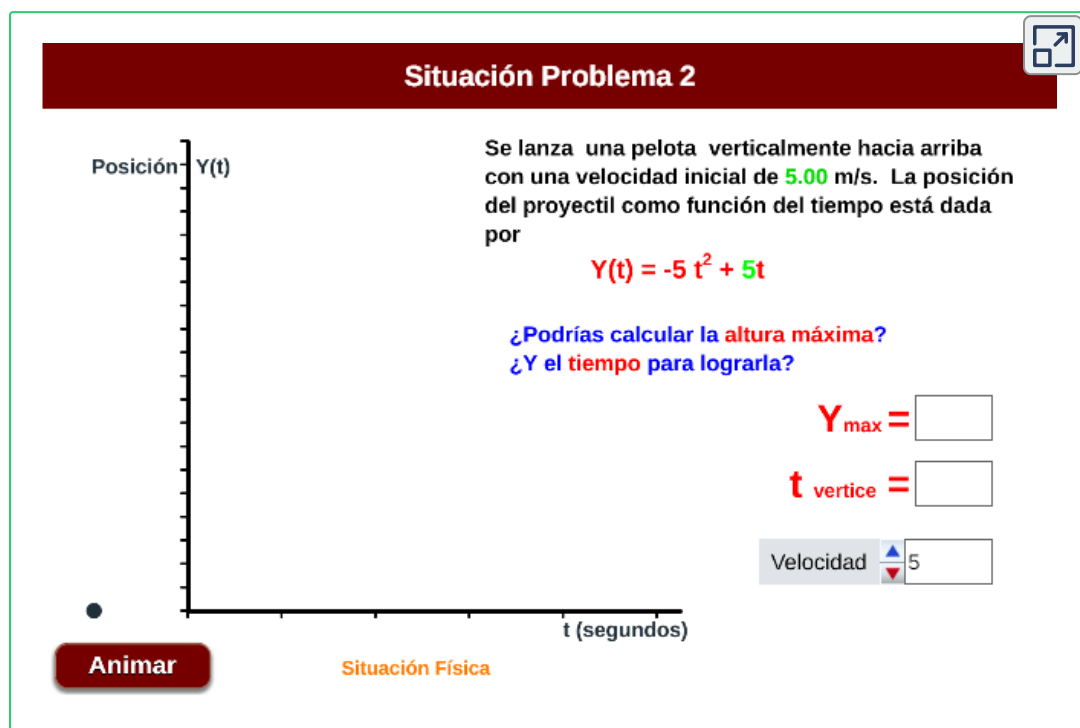 Situación Problema 2
Posición
Y(t)
Se lanza una pelota verticalmente hacia arriba
con una velocidad inicial de 5.00 m/s. La posición
del proyectil como función del tiempo está dada
por
Y(t) = -5 t² + 5t
¿Podrías calcular la altura máxima?
¿Y el tiempo para lograrla?
Ymax =
t vertice =
Velocidad 5
t (segundos)
Animar
Situación Física